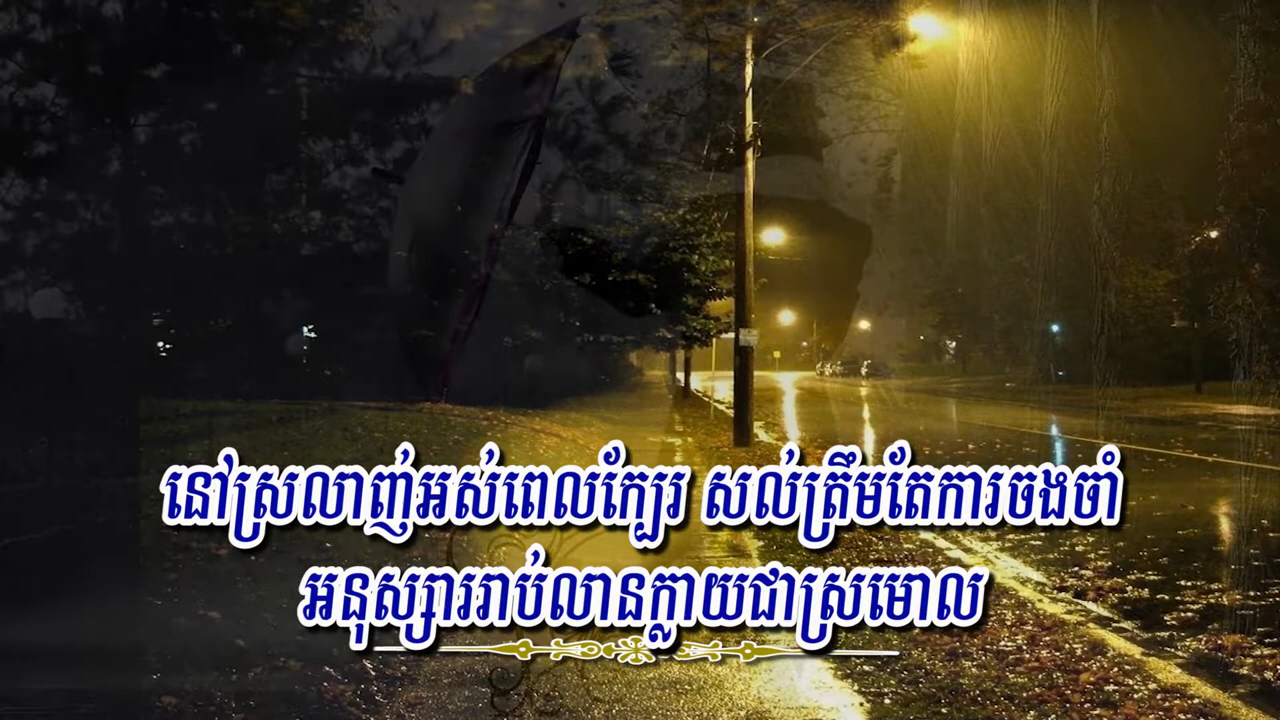 នៅស្រលាញ់អស់ពេលក្បែរ សល់ត្រឹមតែការចងចាំ
អនុស្សាររាប់លានក្លាយជាស្រមោល